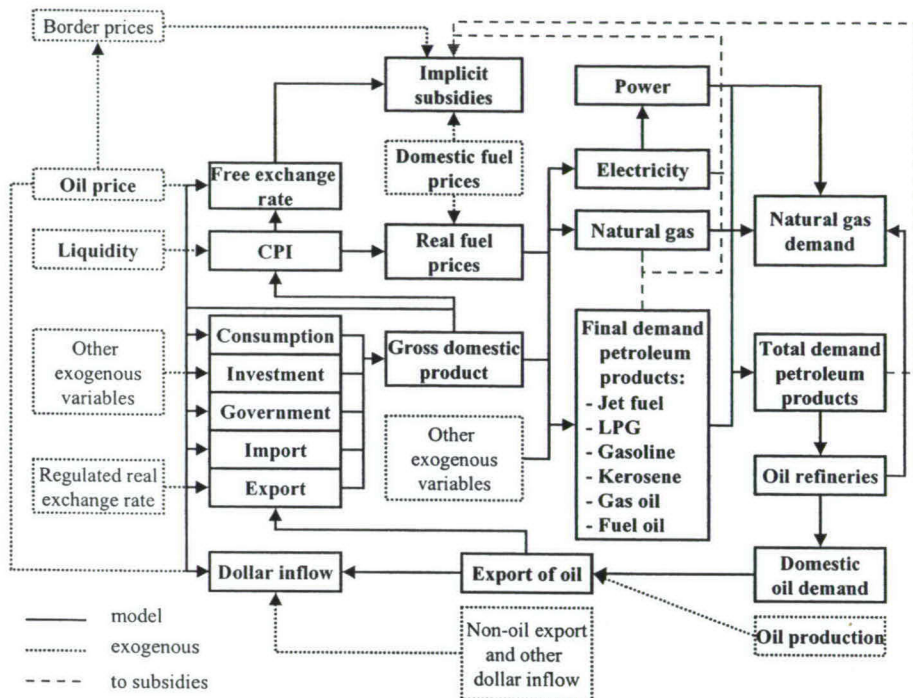 Border prices
Implicit
subsidies
Power
Oil price
Free exchange
rate
Domestic fuel
prices
Electricity
Liquidity
CPI
Real fuel
prices
Natural gas
Natural gas
demand
Other
exogenous
variables
Consumption
Investment
Government
Import
Export
Gross domestic
product
Final demand
petroleum
products:
- Jet fuel
- LPG
- Gasoline
- Kerosene
- Gas oil
- Fuel oil
Total demand
petroleum
products
Regulated real
exchange rate
Other
exogenous
variables
Oil refineries
Dollar inflow
Export of oil
Domestic
oil demand
Non-oil export
and other
dollar inflow
Oil production
model
exogenous
to subsidies